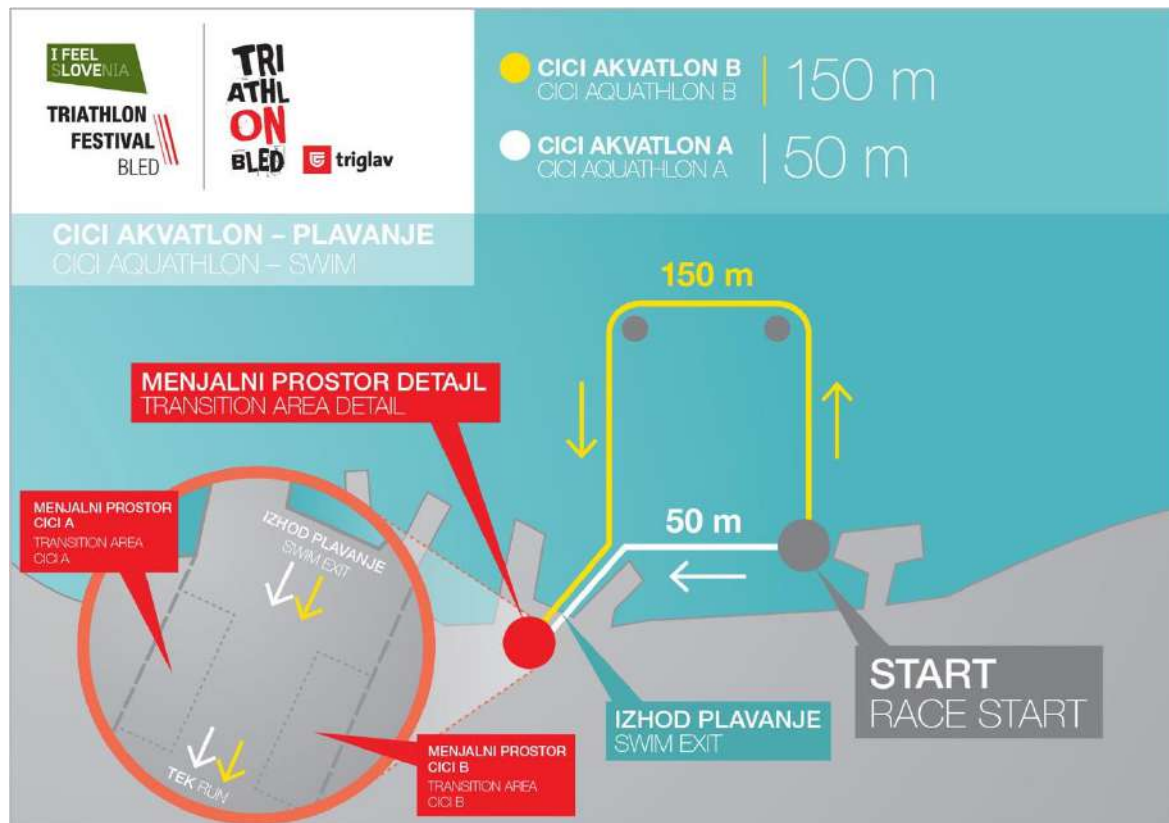 I FEEL
SLOVENIA
TRIATHLON
FESTIVAL
BLED
TRI
ATHL
ON
BLED
triglav
CICI AKVATLON B
CICI AQUATHLON B
150 m
CICI AKVATLON A
CICI AQUATHLON A
50 m
CICI AKVATLON – PLAVANJE
CICI AQUATHLON – SWIM
150 m
MENJALNI PROSTOR DETAJL
TRANSITION AREA DETAIL
MENJALNI PROSTOR
CICI A
TRANSITION AREA
CICI A
IZHOD PLAVANJE
SWIM EXIT
50 m
START
RACE START
IZHOD PLAVANJE
SWIM EXIT
MENJALNI PROSTOR
CICI B
TRANSITION AREA
CICI B
TEK RUN